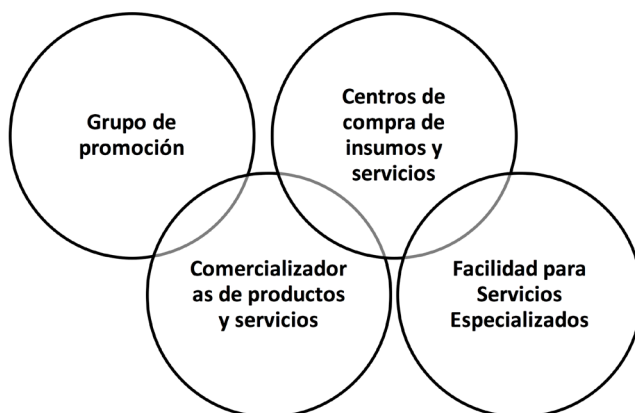 Grupo de
promoción
Centros de
compra de
insumos y
servicios
Comercializador
as de productos
y servicios
Facilidad para
Servicios
Especializados